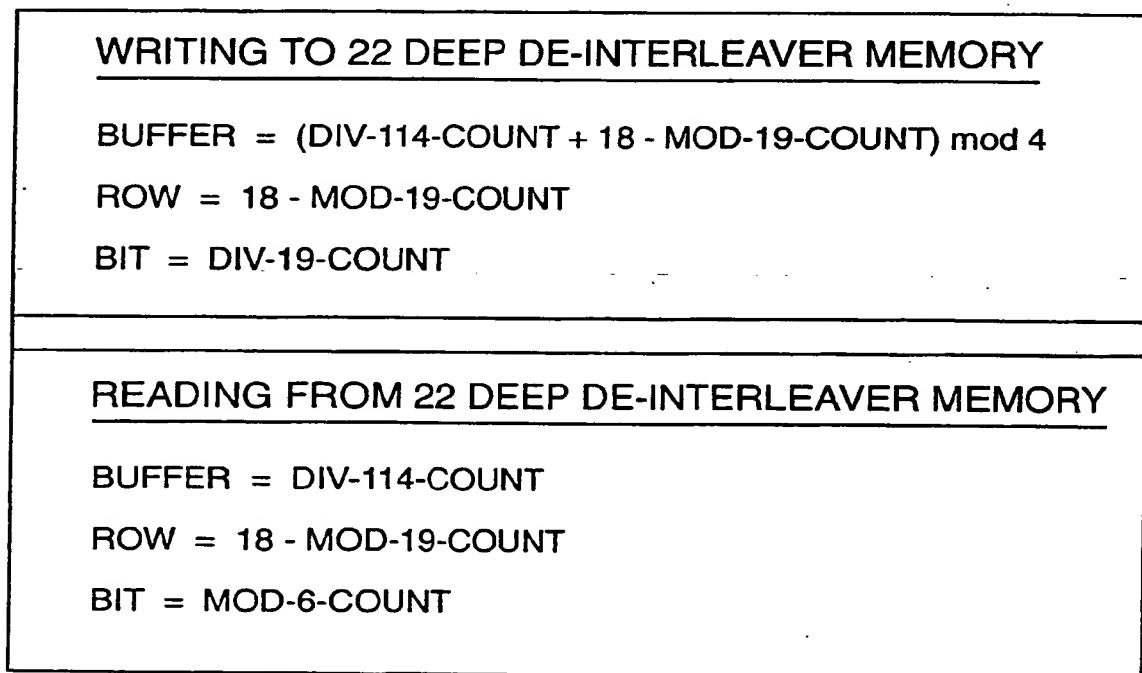 WRITING TO 22 DEEP DE-INTERLEAVER MEMORY
BUFFER = (DIV-114-COUNT + 18 - MOD-19-COUNT) mod 4
ROW = 18 - MOD-19-COUNT
BIT = DIV-19-COUNT
READING FROM 22 DEEP DE-INTERLEAVER MEMORY
BUFFER = DIV-114-COUNT
ROW = 18 - MOD-19-COUNT
BIT = MOD-6-COUNT